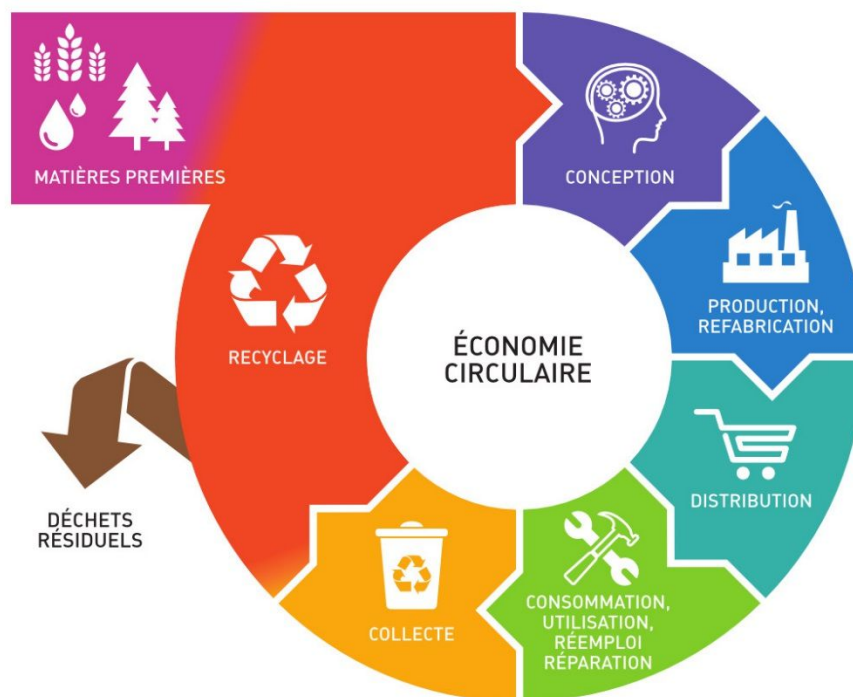 MATIÈRES PREMIÈRES
CONCEPTION
PRODUCTION,
REFABRICATION
RECYCLAGE
ÉCONOMIE
CIRCULAIRE
DISTRIBUTION
DÉCHETS
RÉSIDUELS
CONSOMMATION,
UTILISATION,
RÉEMPLOI
RÉPARATION
COLLECTE